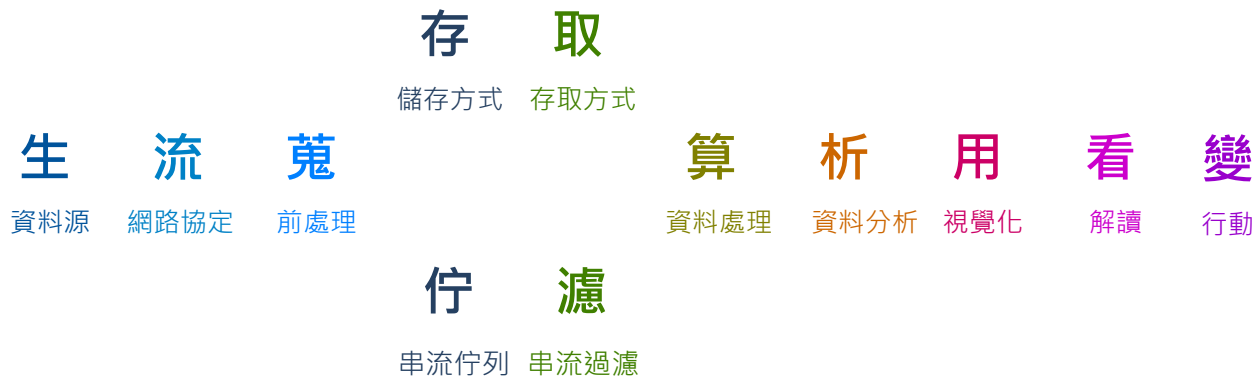 存 取
儲存方式 存取方式
生 流 蒐 算 析 用 看 變
資料源 網路協定 前處理 資料處理 資料分析 視覺化 解讀 行動
佇 濾
串流佇列 串流過濾